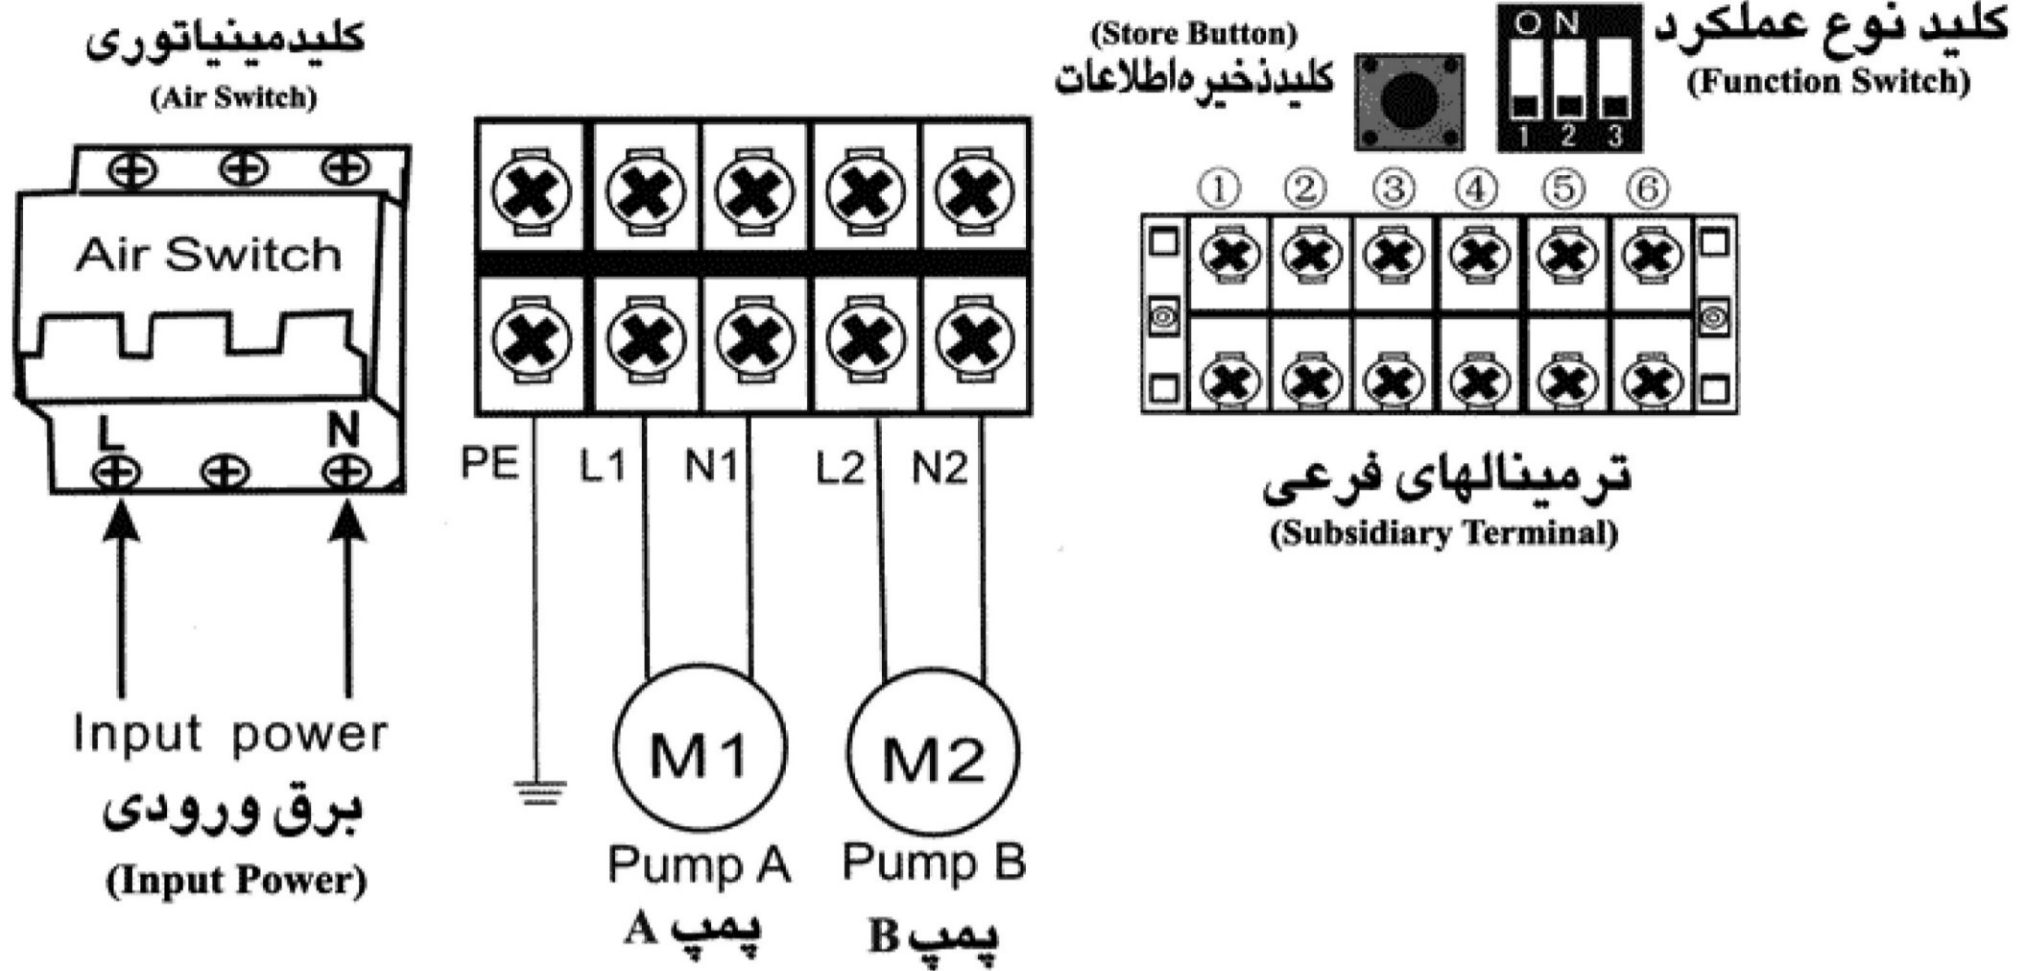 کلیدمینیاتوری
(Air Switch)
Air Switch
L N
Input power
برق ورودی
(Input Power)
PE L1 N1 L2 N2
M1 M2
Pump A Pump B
پمپ A
پمپ B
(Store Button)
کلیدذخیره‌اطلاعات
ON
1 2 3
کلید نوع عملکرد
(Function Switch)
① ② ③ ④ ⑤ ⑥
ترمینالهای فرعی
(Subsidiary Terminal)